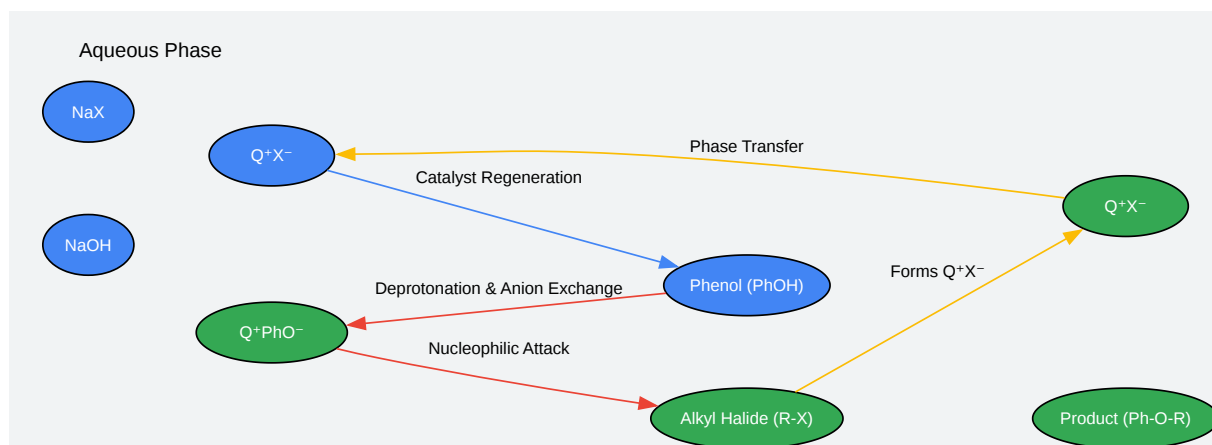 Aqueous Phase
NaX
Phase Transfer
Q⁺X⁻
Catalyst Regeneration
Q⁺X⁻
NaOH
Forms Q⁺X⁻
Phenol (PhOH)
Deprotonation & Anion Exchange
Q⁺PhO⁻
Nucleophilic Attack
Alkyl Halide (R-X)
Product (Ph-O-R)